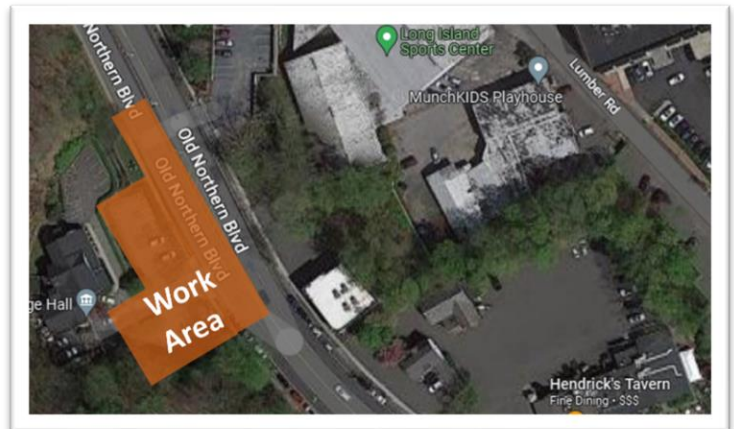 Northern Blvd
Long Island
Sports Center
MunchKIDS Playhouse
Lumber Rd
Old Northern Blvd
Old Northern Blvd
ge Hall
Work
Area
Hendrick's Tavern
Fine Dining • $$$